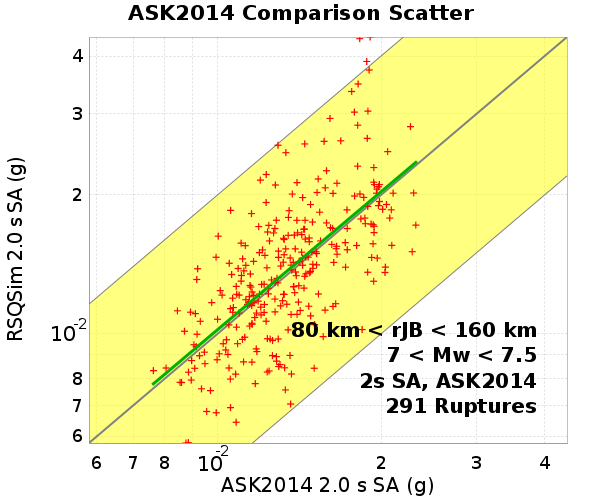 ASK2014 Comparison Scatter
RSQSim 2.0 s SA (g)
4
3
2
10-2
8
7
6
80 km < rJB < 160 km
7 < Mw < 7.5
2s SA, ASK2014
291 Ruptures
6 7 8 10-2 2 3 4
ASK2014 2.0 s SA (g)